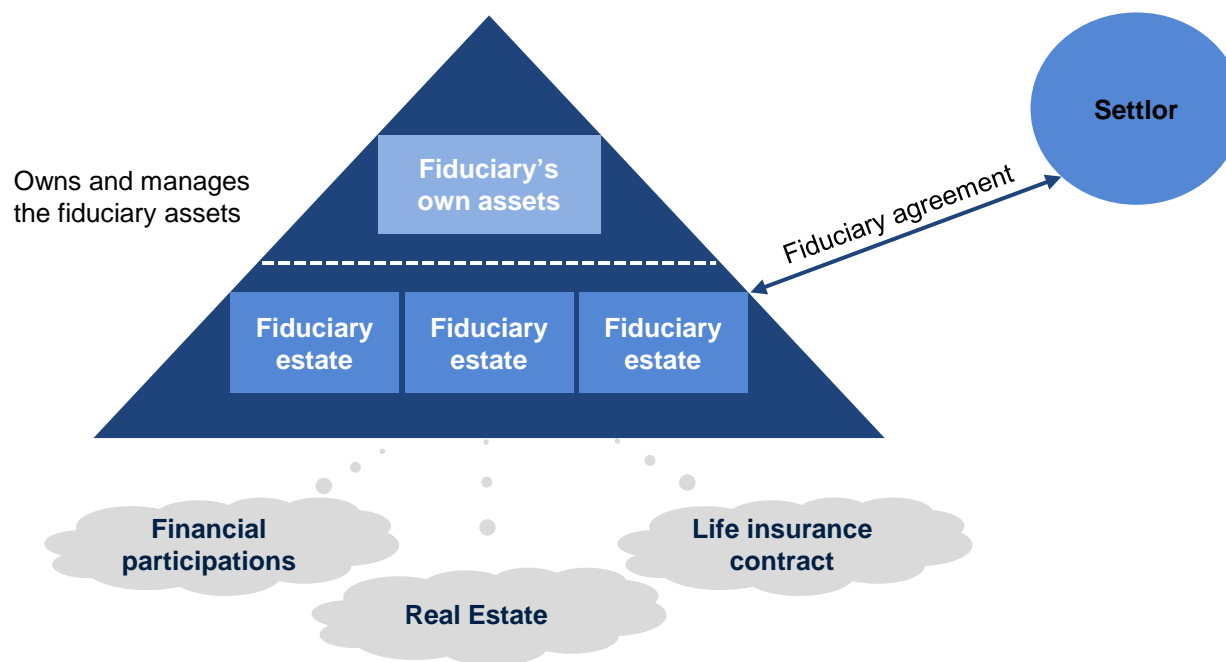 Settlor
Fiduciary's
own assets
Owns and manages
the fiduciary assets
Fiduciary agreement
Fiduciary
estate
Fiduciary
estate
Fiduciary
estate
Financial
participations
Life insurance
contract
Real Estate